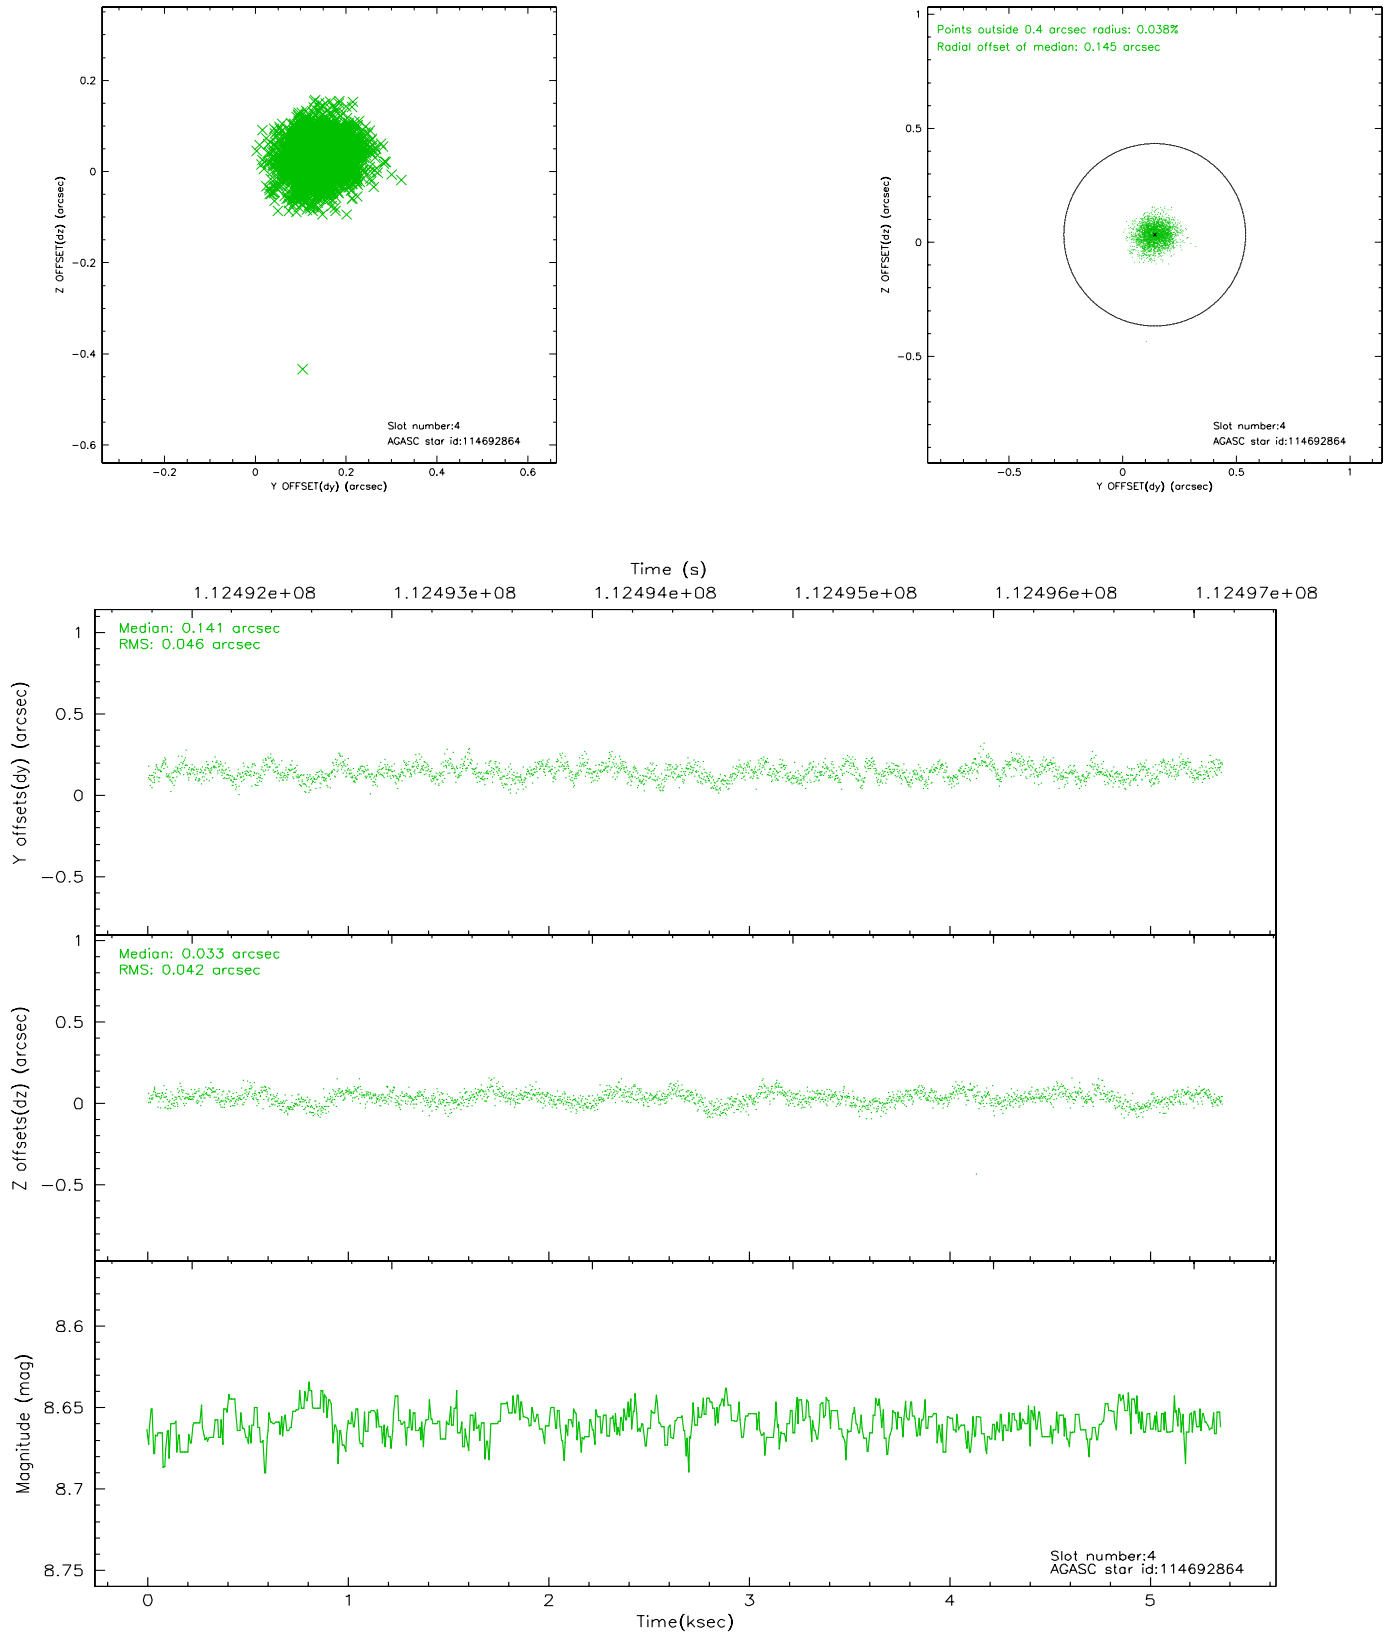 0.2
0
−0.2
−0.4
−0.6
Z OFFSET(dz) (arcsec)
Slot number:4
AGASC star id:114692864
−0.2 0 0.2 0.4 0.6
Y OFFSET(dy) (arcsec)
Points outside 0.4 arcsec radius: 0.038%
Radial offset of median: 0.145 arcsec
1
0.5
0
−0.5
Z OFFSET(dz) (arcsec)
Slot number:4
AGASC star id:114692864
−0.5 0 0.5 1
Y OFFSET(dy) (arcsec)
Time (s)
1.12492e+08 1.12493e+08 1.12494e+08 1.12495e+08 1.12496e+08 1.12497e+08
Median: 0.141 arcsec
RMS: 0.046 arcsec
1
0.5
0
−0.5
Y offsets(dy) (arcsec)
Median: 0.033 arcsec
RMS: 0.042 arcsec
1
0.5
0
−0.5
Z offsets(dz) (arcsec)
8.6
8.65
8.7
8.75
Magnitude (mag)
Slot number:4
AGASC star id:114692864
0 1 2 3 4 5
Time(ksec)